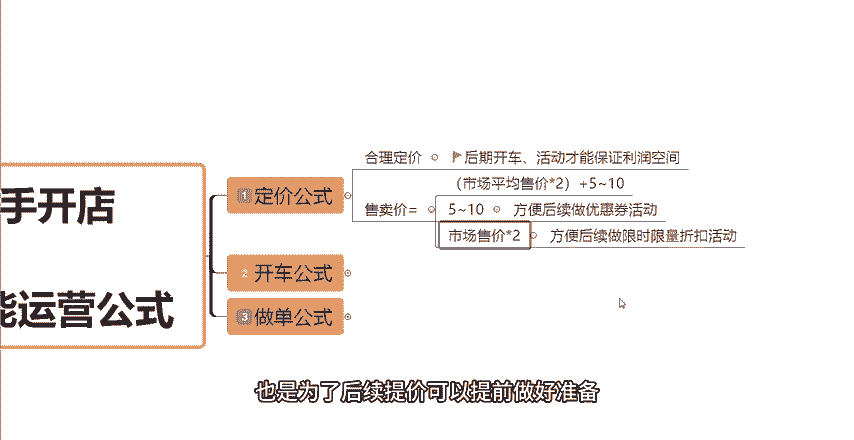 手开店
能运营公式
1 定价公式
合理定价
后期开车、活动才能保证利润空间
售卖价=
（市场平均售价*2）+5~10
5~10
方便后续做优惠券活动
市场售价*2
方便后续做限时限量折扣活动
2 开车公式
3 做单公式
也是为了后续提价可以提前做好准备